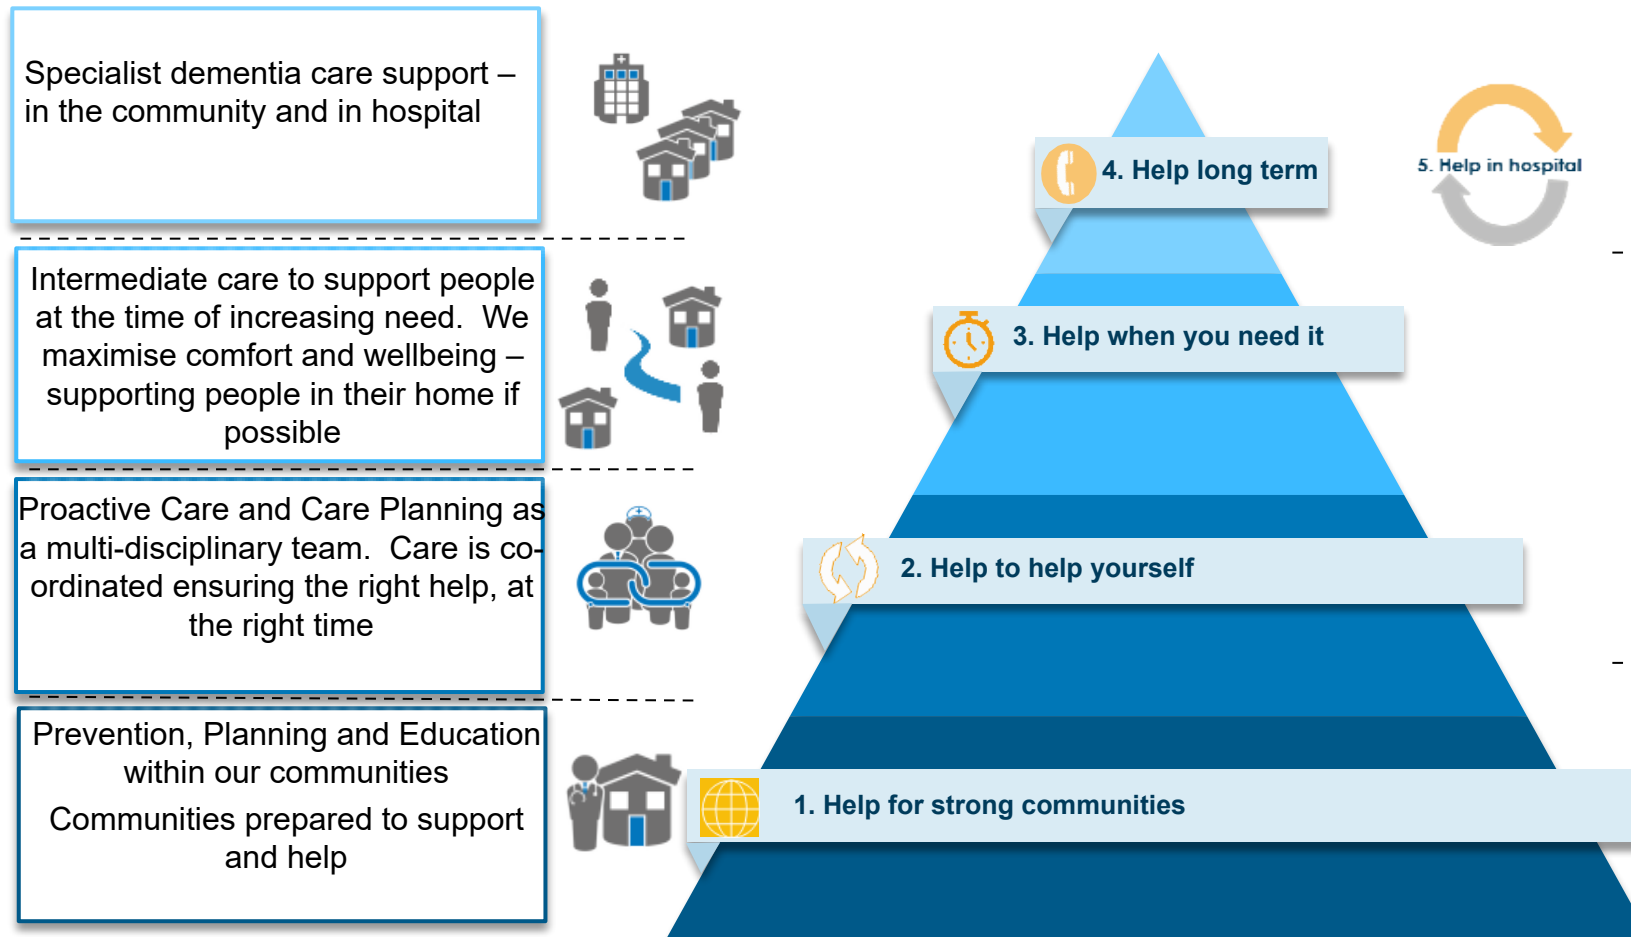 Specialist dementia care support –
in the community and in hospital
Intermediate care to support people
at the time of increasing need.  We
maximise comfort and wellbeing –
supporting people in their home if
possible
Proactive Care and Care Planning as
a multi-disciplinary team.  Care is co-
ordinated ensuring the right help, at
the right time
Prevention, Planning and Education
within our communities
Communities prepared to support
and help
4. Help long term
5. Help in hospital
3. Help when you need it
2. Help to help yourself
1. Help for strong communities